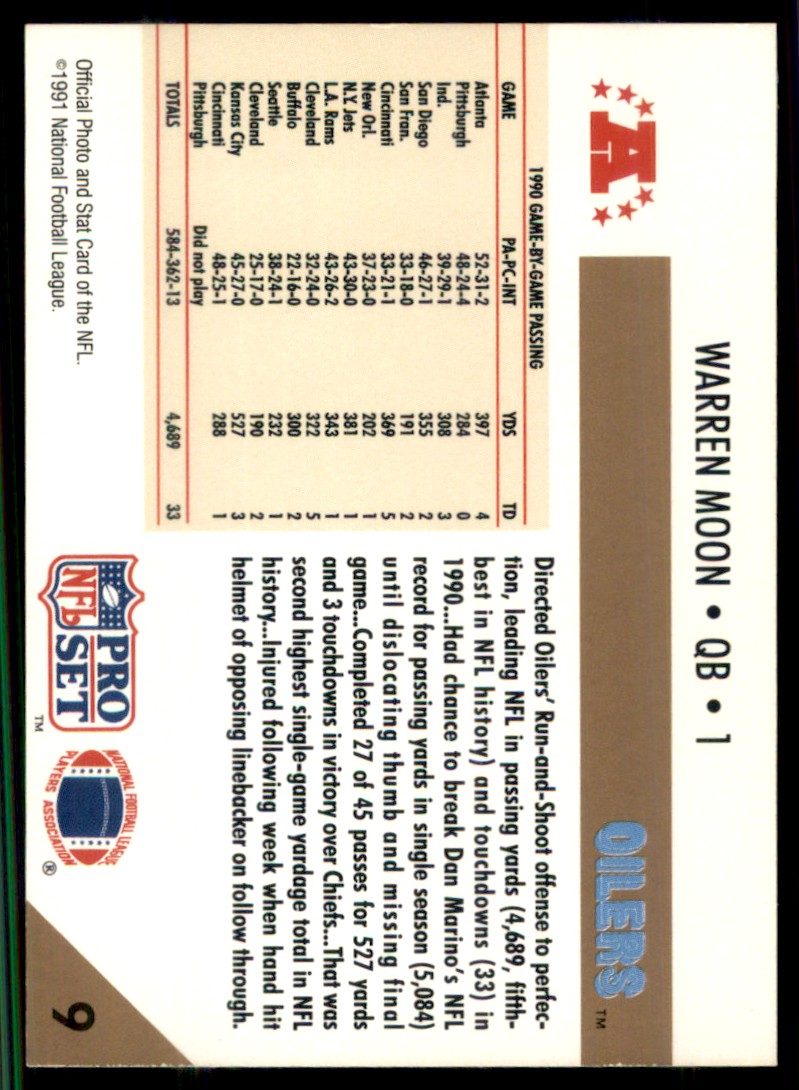 WARREN MOON • QB • 1
A
OILERS™
1990 GAME-BY-GAME PASSING
GAME PA-PC-INT YDS TD
Atlanta 52-31-2 397 4
Pittsburgh 48-24-4 284 0
Ind. 39-29-1 308 3
San Diego 46-27-1 355 2
San Fran. 33-18-0 191 2
Cincinnati 33-21-1 369 5
New Orl. 37-23-0 202 1
N.Y. Jets 43-30-0 381 1
L.A. Rams 43-26-2 343 1
Cleveland 32-24-0 322 5
Buffalo 22-16-0 300 2
Seattle 38-24-1 232 1
Cleveland 25-17-0 190 2
Kansas City 45-27-0 527 3
Cincinnati 48-25-1 288 1
Pittsburgh Did not play
TOTALS 584-362-13 4,689 33
Official Photo and Stat Card of the NFL.
©1991 National Football League.
Directed Oilers' Run-and-Shoot offense to perfec-
tion, leading NFL in passing yards (4,689, fifth-
best in NFL history) and touchdowns (33) in
1990...Had chance to break Dan Marino's NFL
record for passing yards in single season (5,084)
until dislocating thumb and missing final
game...Completed 27 of 45 passes for 527 yards
and 3 touchdowns in victory over Chiefs...That was
second highest single-game yardage total in NFL
history...Injured following week when hand hit
helmet of opposing linebacker on follow through.
NFL PRO SET™
NATIONAL FOOTBALL LEAGUE
PLAYERS ASSOCIATION®
9